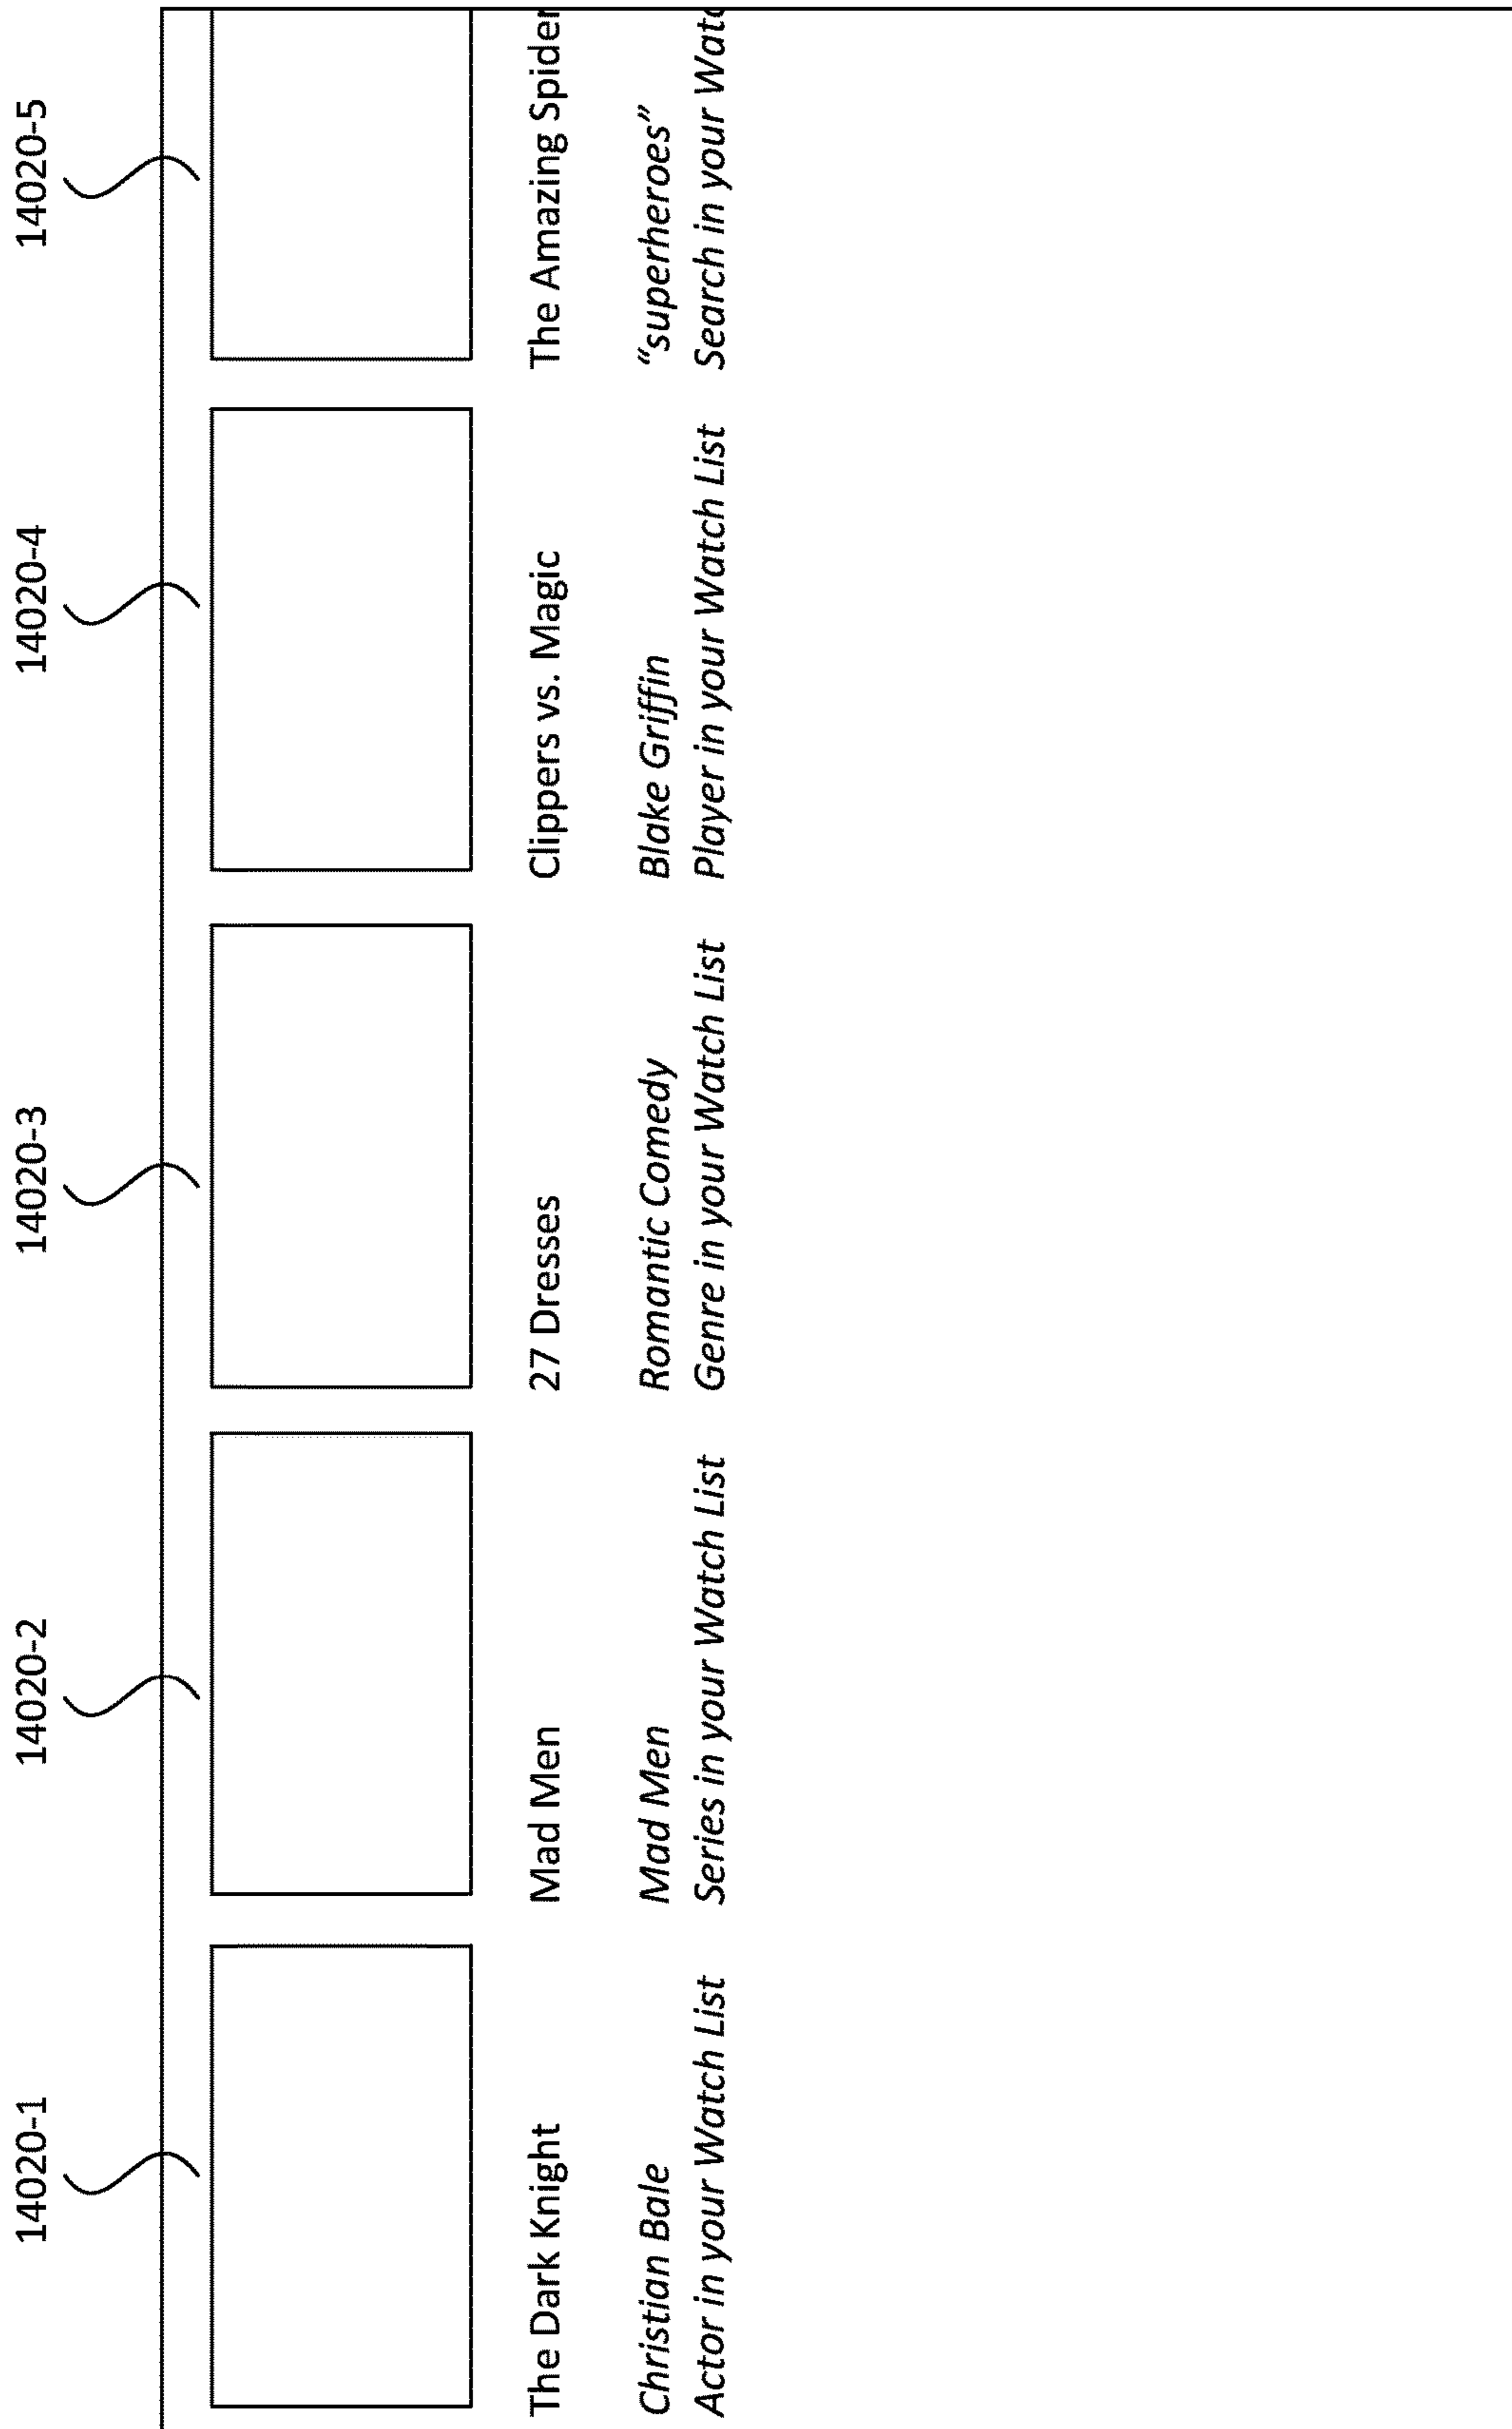 14020-1
14020-2
14020-3
14020-4
14020-5
The Dark Knight
Christian Bale
Actor in your Watch List
Mad Men
Mad Men
Series in your Watch List
27 Dresses
Romantic Comedy
Genre in your Watch List
Clippers vs. Magic
Blake Griffin
Player in your Watch List
The Amazing Spider
“superheroes”
Search in your Watc